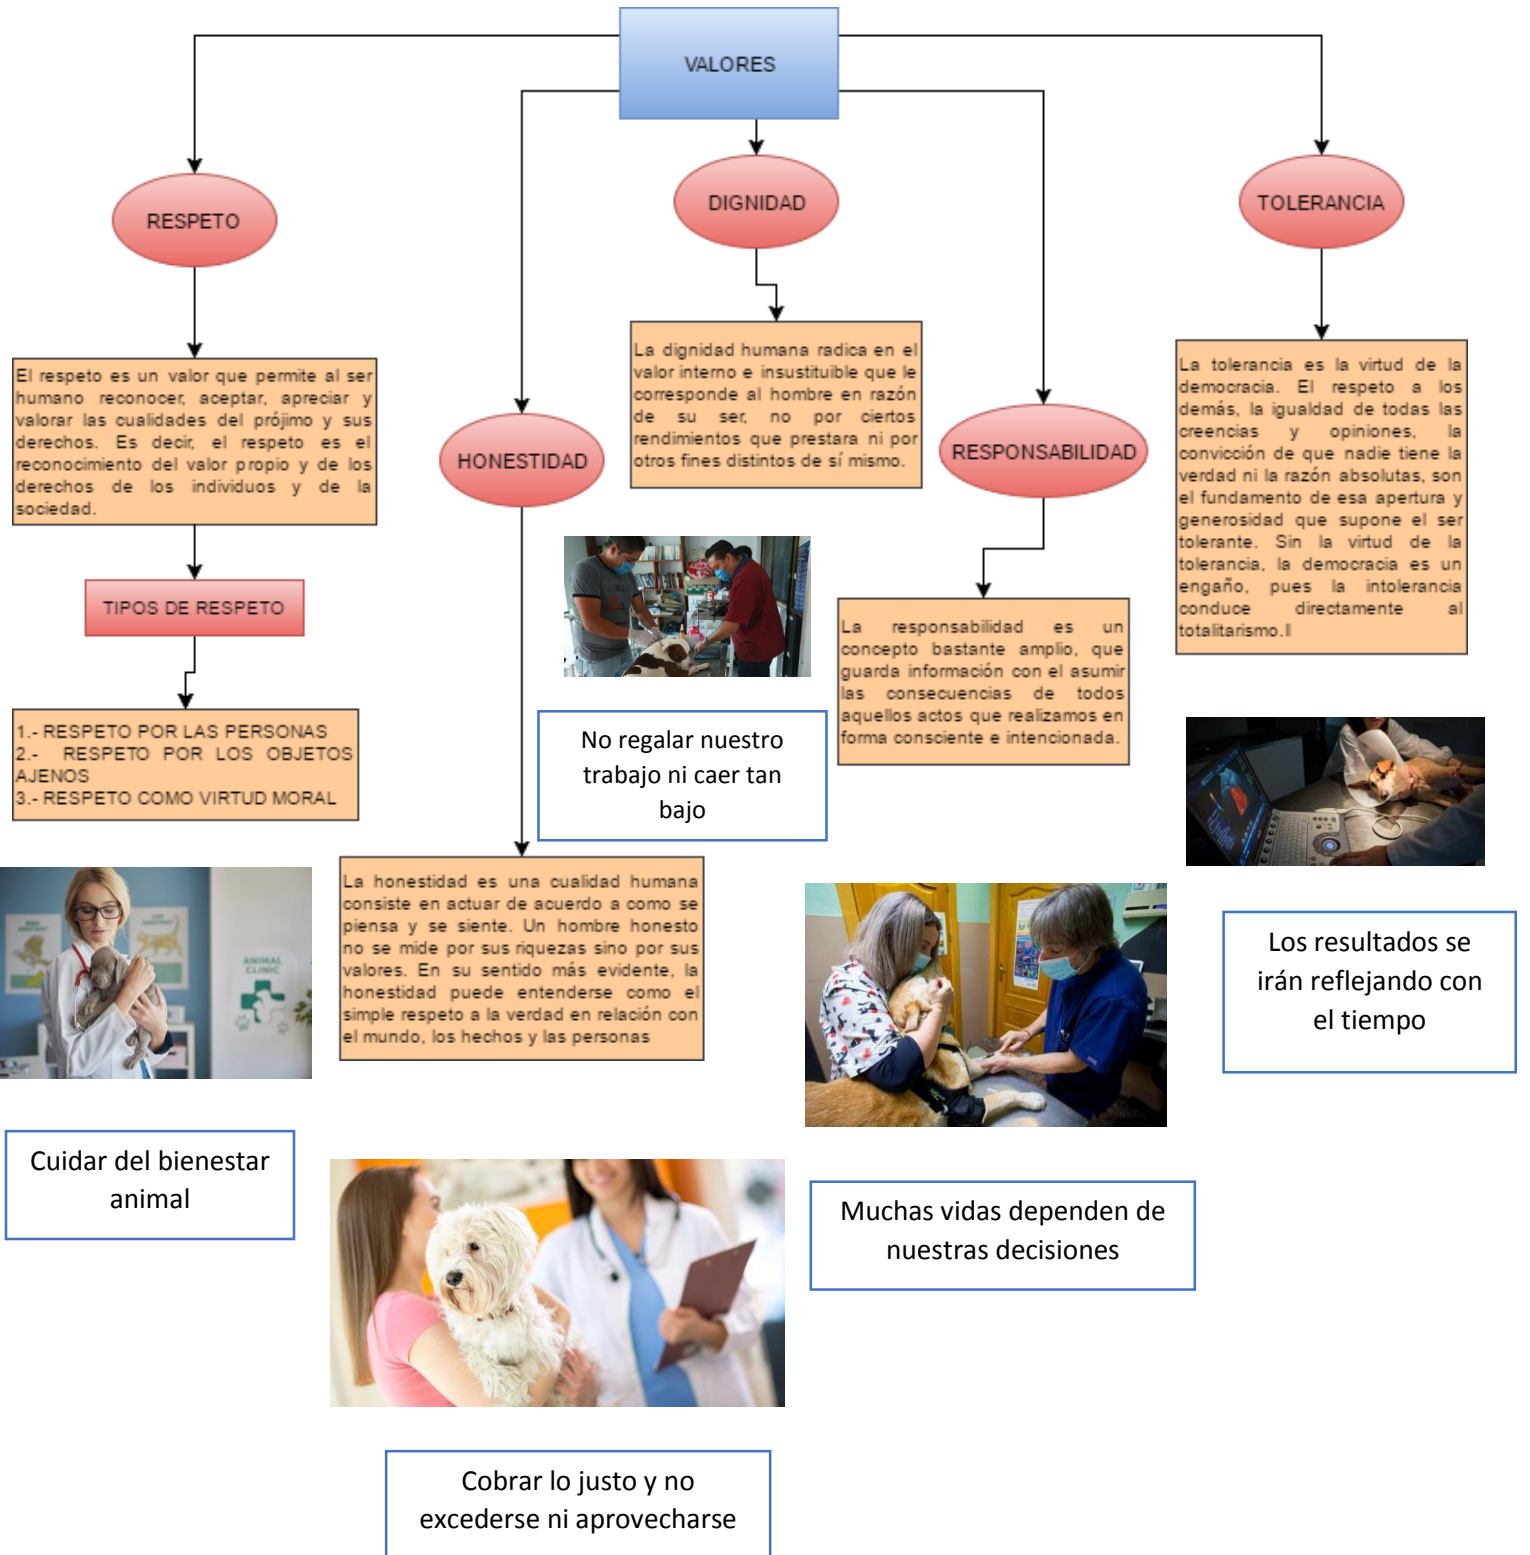 VALORES
RESPETO
DIGNIDAD
TOLERANCIA
HONESTIDAD
RESPONSABILIDAD
El respeto es un valor que permite al ser
humano reconocer, aceptar, apreciar y
valorar las cualidades del prójimo y sus
derechos. Es decir, el respeto es el
reconocimiento del valor propio y de los
derechos de los individuos y de la
sociedad.
TIPOS DE RESPETO
1.- RESPETO POR LAS PERSONAS
2.- RESPETO POR LOS OBJETOS
AJENOS
3.- RESPETO COMO VIRTUD MORAL
La dignidad humana radica en el
valor interno e insustituible que le
corresponde al hombre en razón
de su ser, no por ciertos
rendimientos que prestara ni por
otros fines distintos de sí mismo.
La tolerancia es la virtud de la
democracia. El respeto a los
demás, la igualdad de todas las
creencias y opiniones, la
convicción de que nadie tiene la
verdad ni la razón absolutas, son
el fundamento de esa apertura y
generosidad que supone el ser
tolerante. Sin la virtud de la
tolerancia, la democracia es un
engaño, pues la intolerancia
conduce directamente al
totalitarismo.
La responsabilidad es un
concepto bastante amplio, que
guarda información con el asumir
las consecuencias de todos
aquellos actos que realizamos en
forma consciente e intencionada.
No regalar nuestro
trabajo ni caer tan
bajo
La honestidad es una cualidad humana
consiste en actuar de acuerdo a como se
piensa y se siente. Un hombre honesto
no se mide por sus riquezas sino por sus
valores. En su sentido más evidente, la
honestidad puede entenderse como el
simple respeto a la verdad en relación con
el mundo, los hechos y las personas
ANIMAL
CLINIC
Los resultados se
irán reflejando con
el tiempo
Cuidar del bienestar
animal
Muchas vidas dependen de
nuestras decisiones
Cobrar lo justo y no
excederse ni aprovecharse